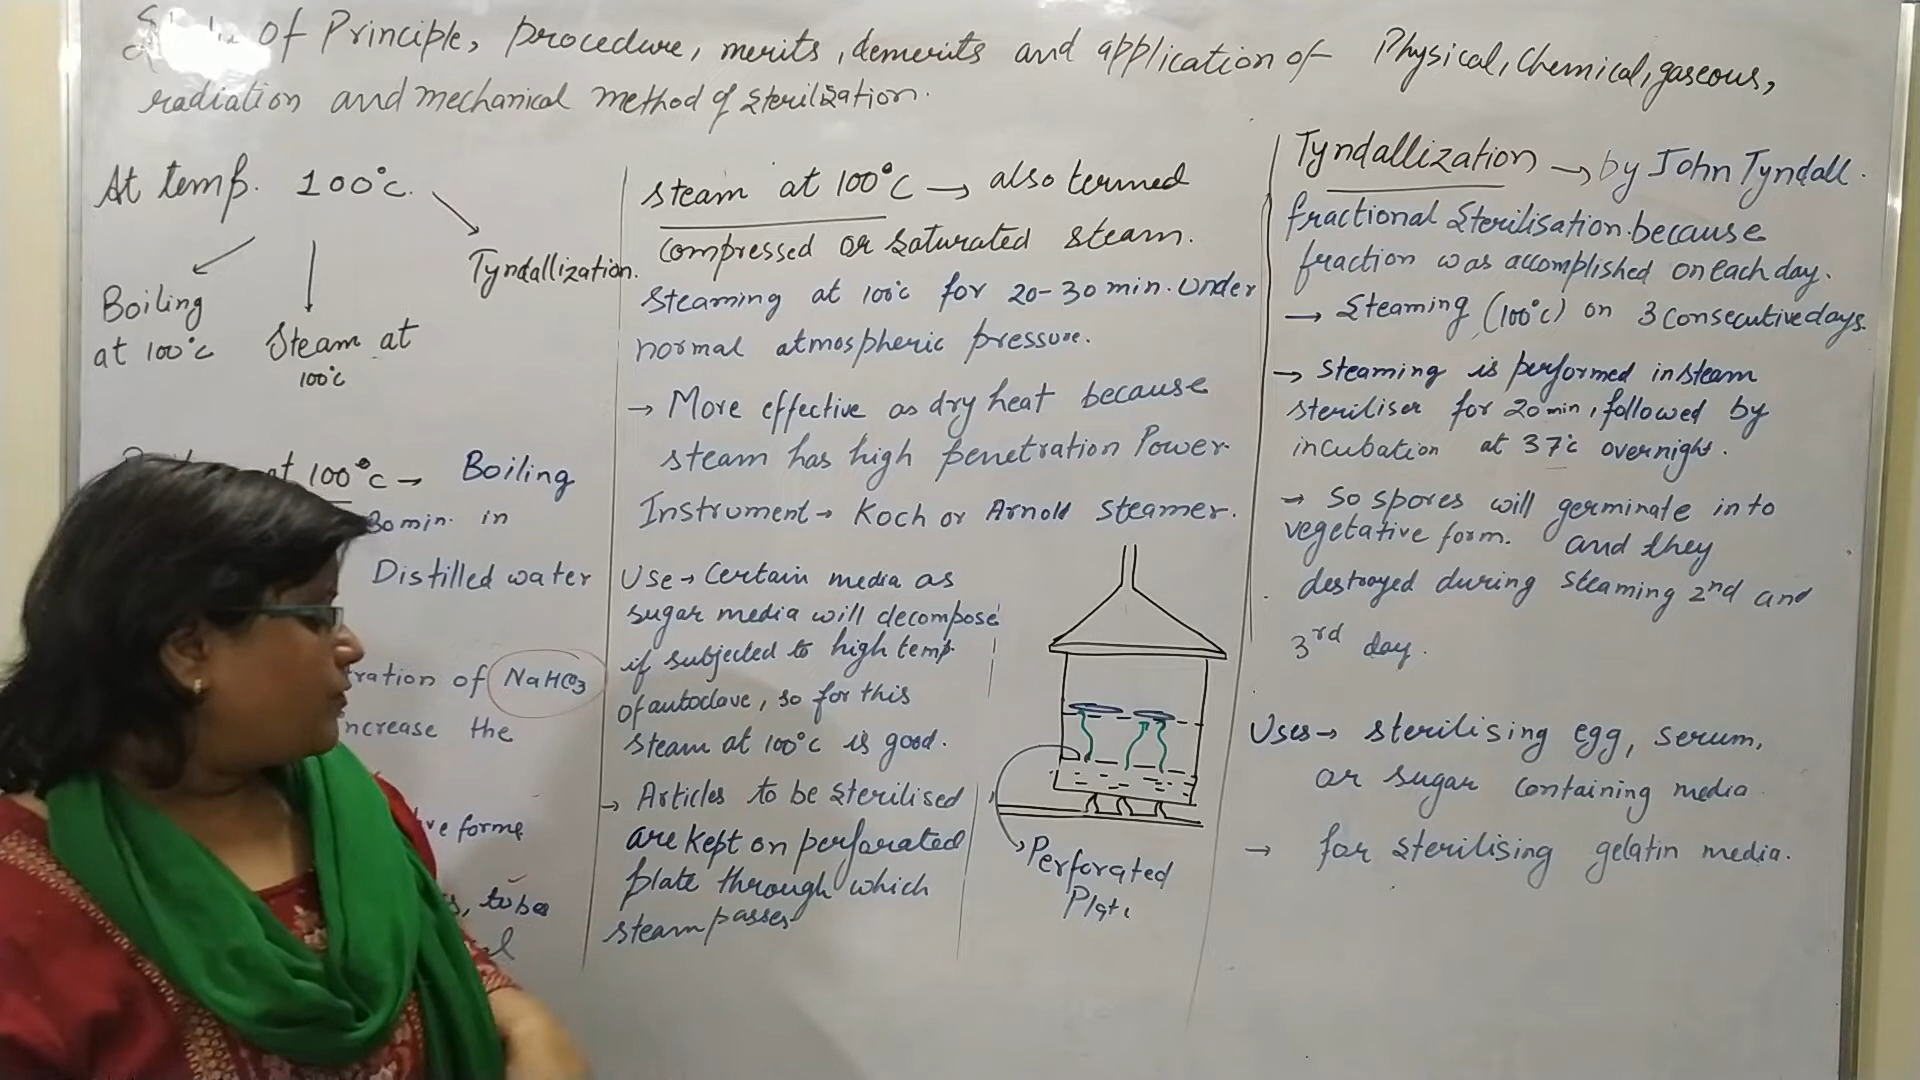 of Principle, procedure, merits, demerits and application of Physical, Chemical, gaseous,
radiation and mechanical method of sterilization.
At temp. 100°c.
Boiling
at 100°c
Steam at
100°c
Tyndallization.
at 100°c → Boiling
30 min. in
Distilled water
ration of NaHCO3
ncrease the
ve forms
s, tubes
steam at 100°C → also termed
compressed or saturated steam.
steaming at 100°c for 20-30 min. under
normal atmospheric pressure.
→ More effective as dry heat because
steam has high penetration Power.
Instrument → Koch or Arnold steamer.
Use → Certain media as
sugar media will decompose
if subjected to high temp.
of autoclave, so for this
steam at 100°c is good.
→ Articles to be sterilised
are kept on perforated
plate through which
steam passes
Perforated
Plate
Tyndallization → by John Tyndall.
fractional sterilisation because
fraction was accomplished on each day.
→ Steaming (100°c) on 3 consecutive days.
→ steaming is performed in steam
steriliser for 20 min, followed by
incubation at 37°c overnight.
→ So spores will germinate into
vegetative form. and they
destroyed during steaming 2nd and
3rd day.
Uses → sterilising egg, serum,
or sugar containing media
→ for sterilising gelatin media.